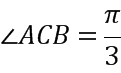 ∠ACB = π/3